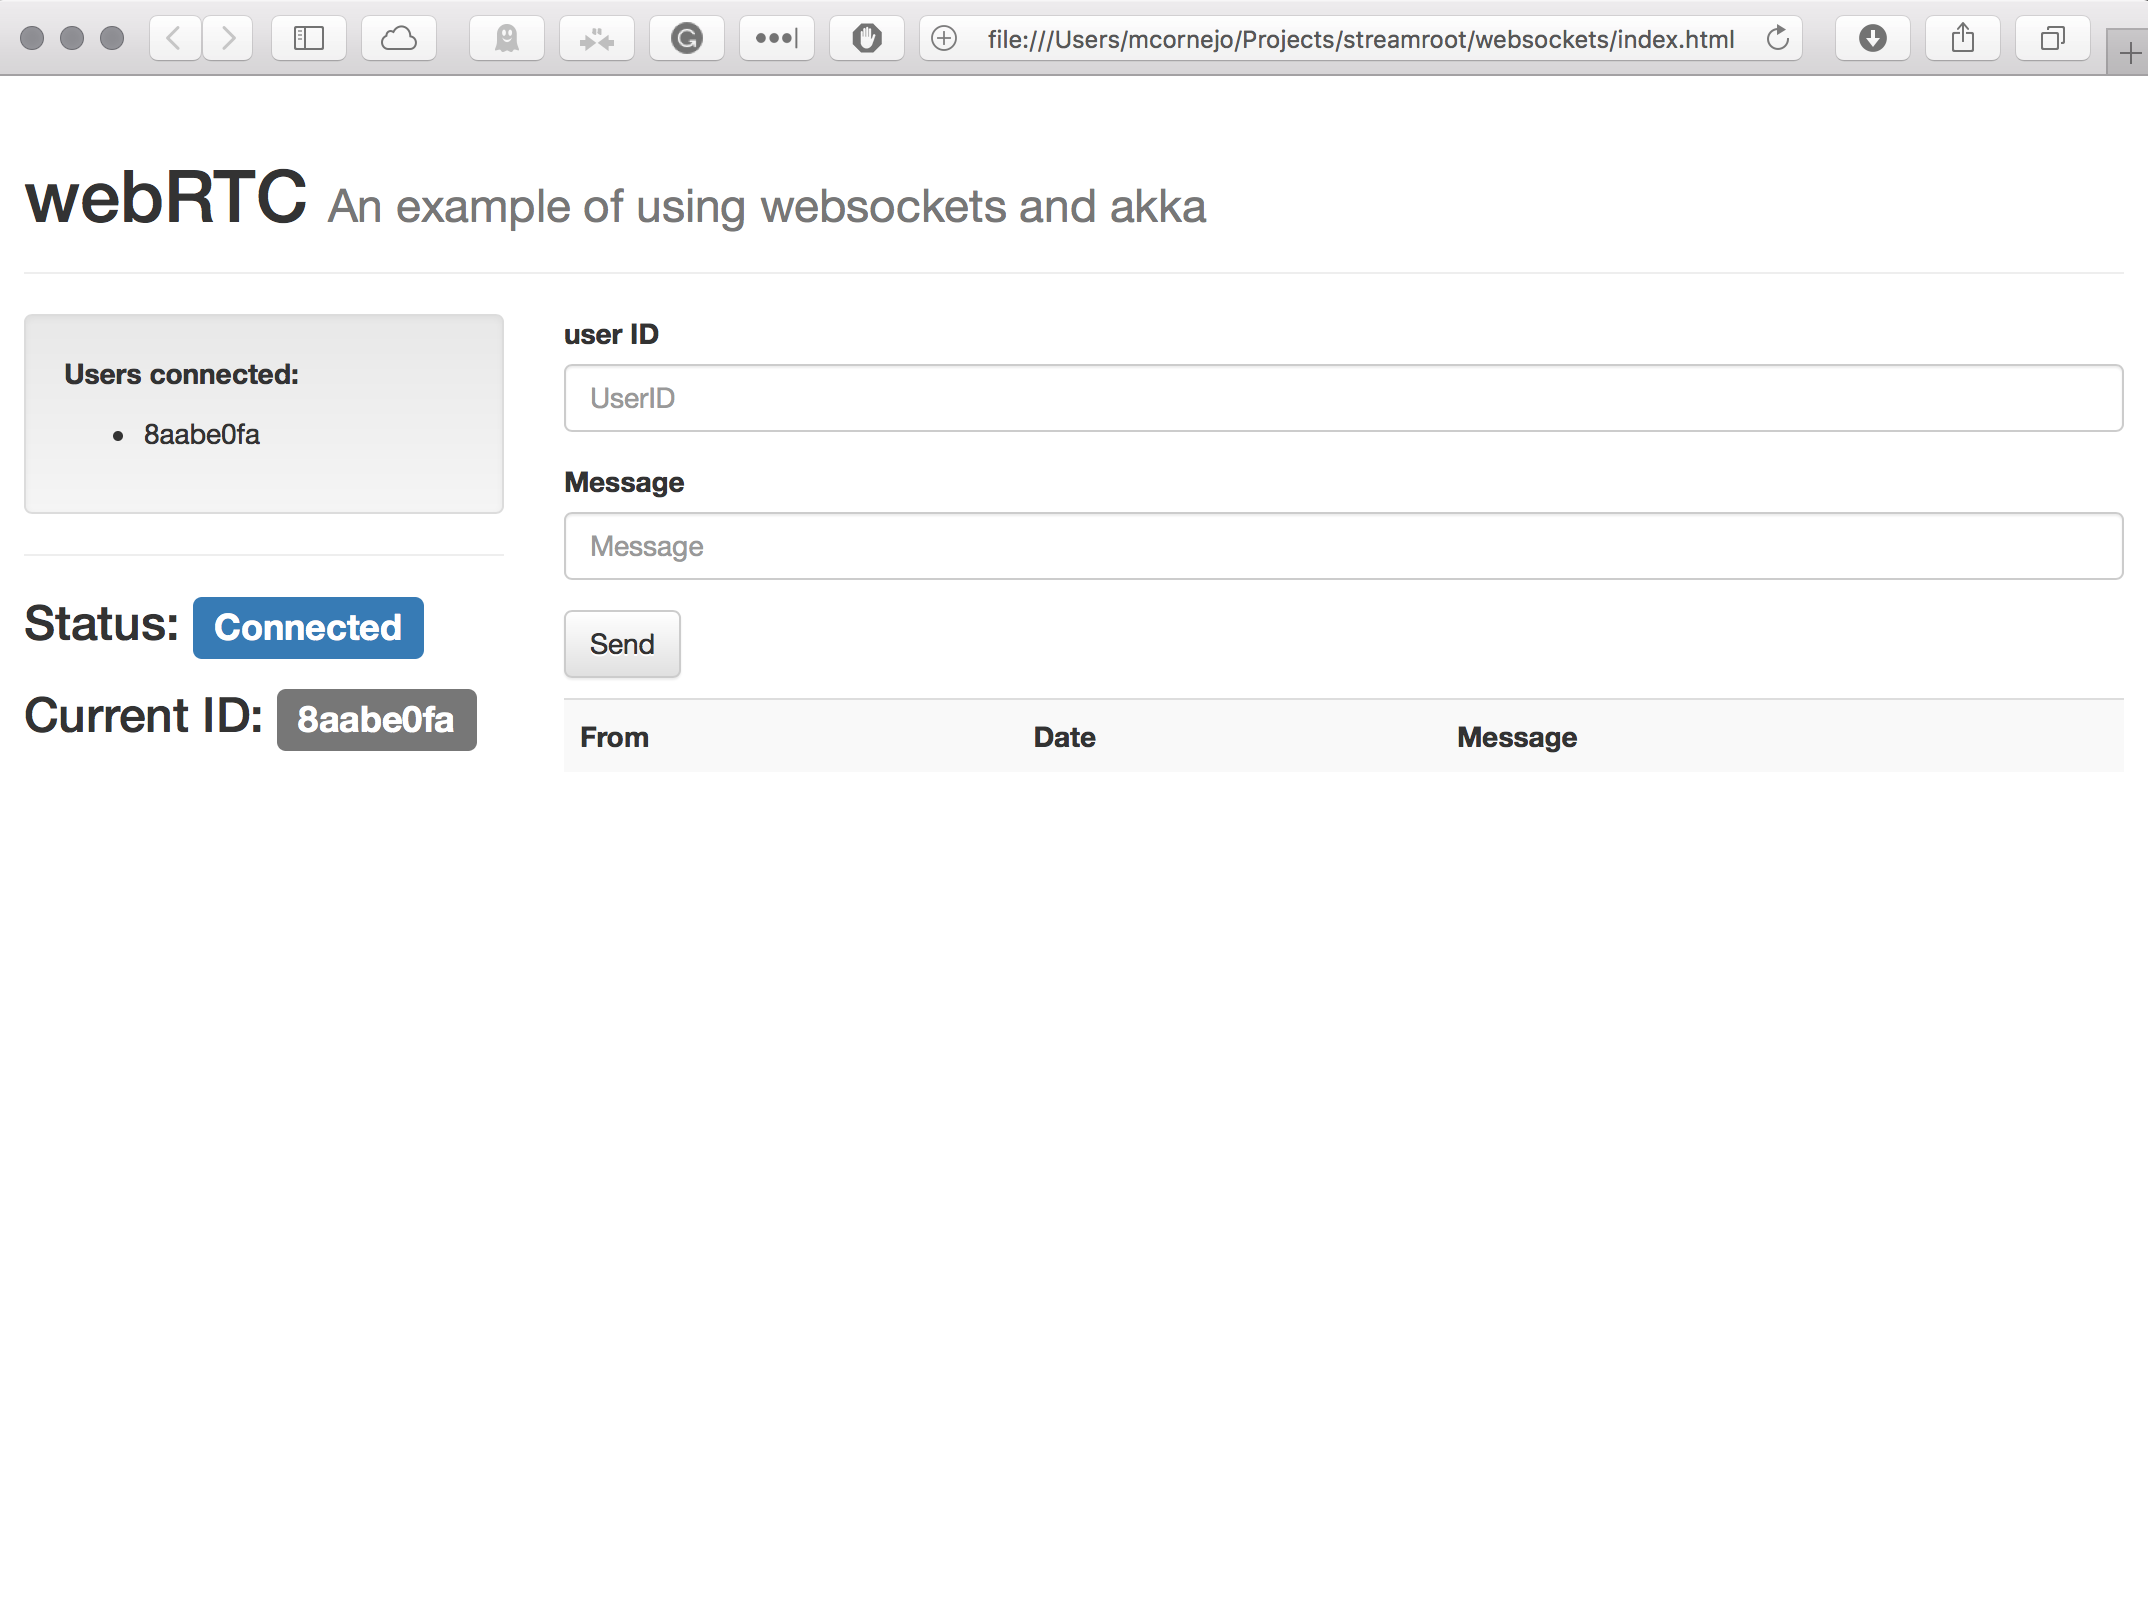 file:///Users/mcornejo/Projects/streamroot/websockets/index.html
webRTC An example of using websockets and akka
Users connected:
8aabe0fa
Status: Connected
Current ID: 8aabe0fa
user ID
UserID
Message
Message
Send
From Date Message